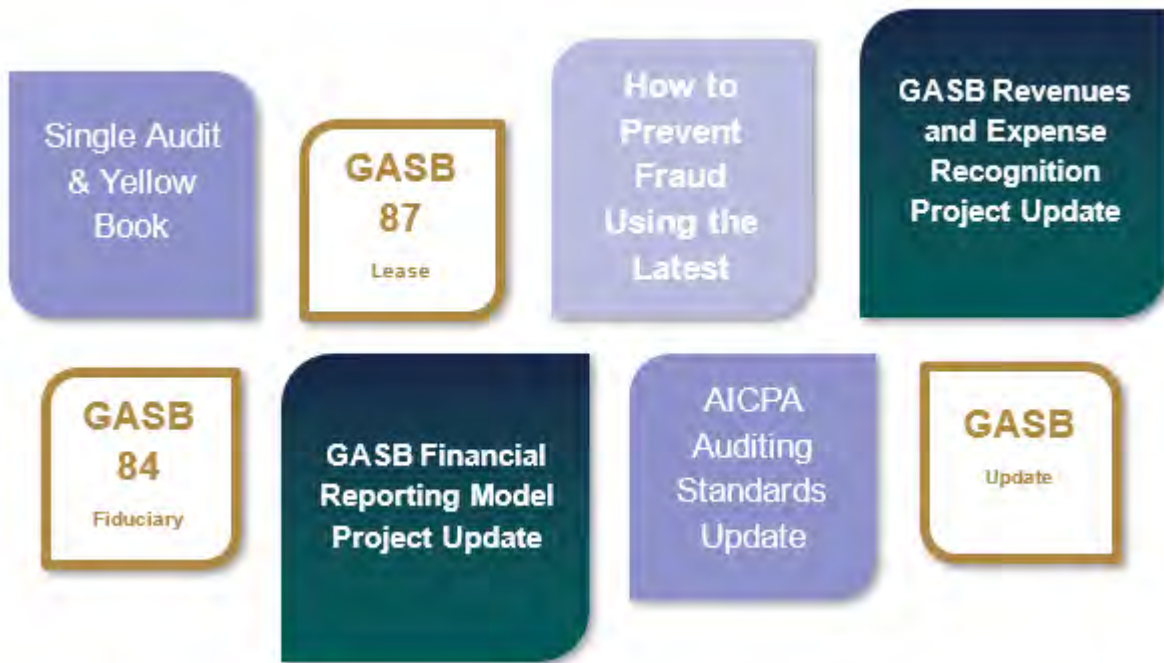 Single Audit
& Yellow
Book
GASB
87
Lease
How to
Prevent
Fraud
Using the
Latest
GASB Revenues
and Expense
Recognition
Project Update
GASB
84
Fiduciary
GASB Financial
Reporting Model
Project Update
AICPA
Auditing
Standards
Update
GASB
Update